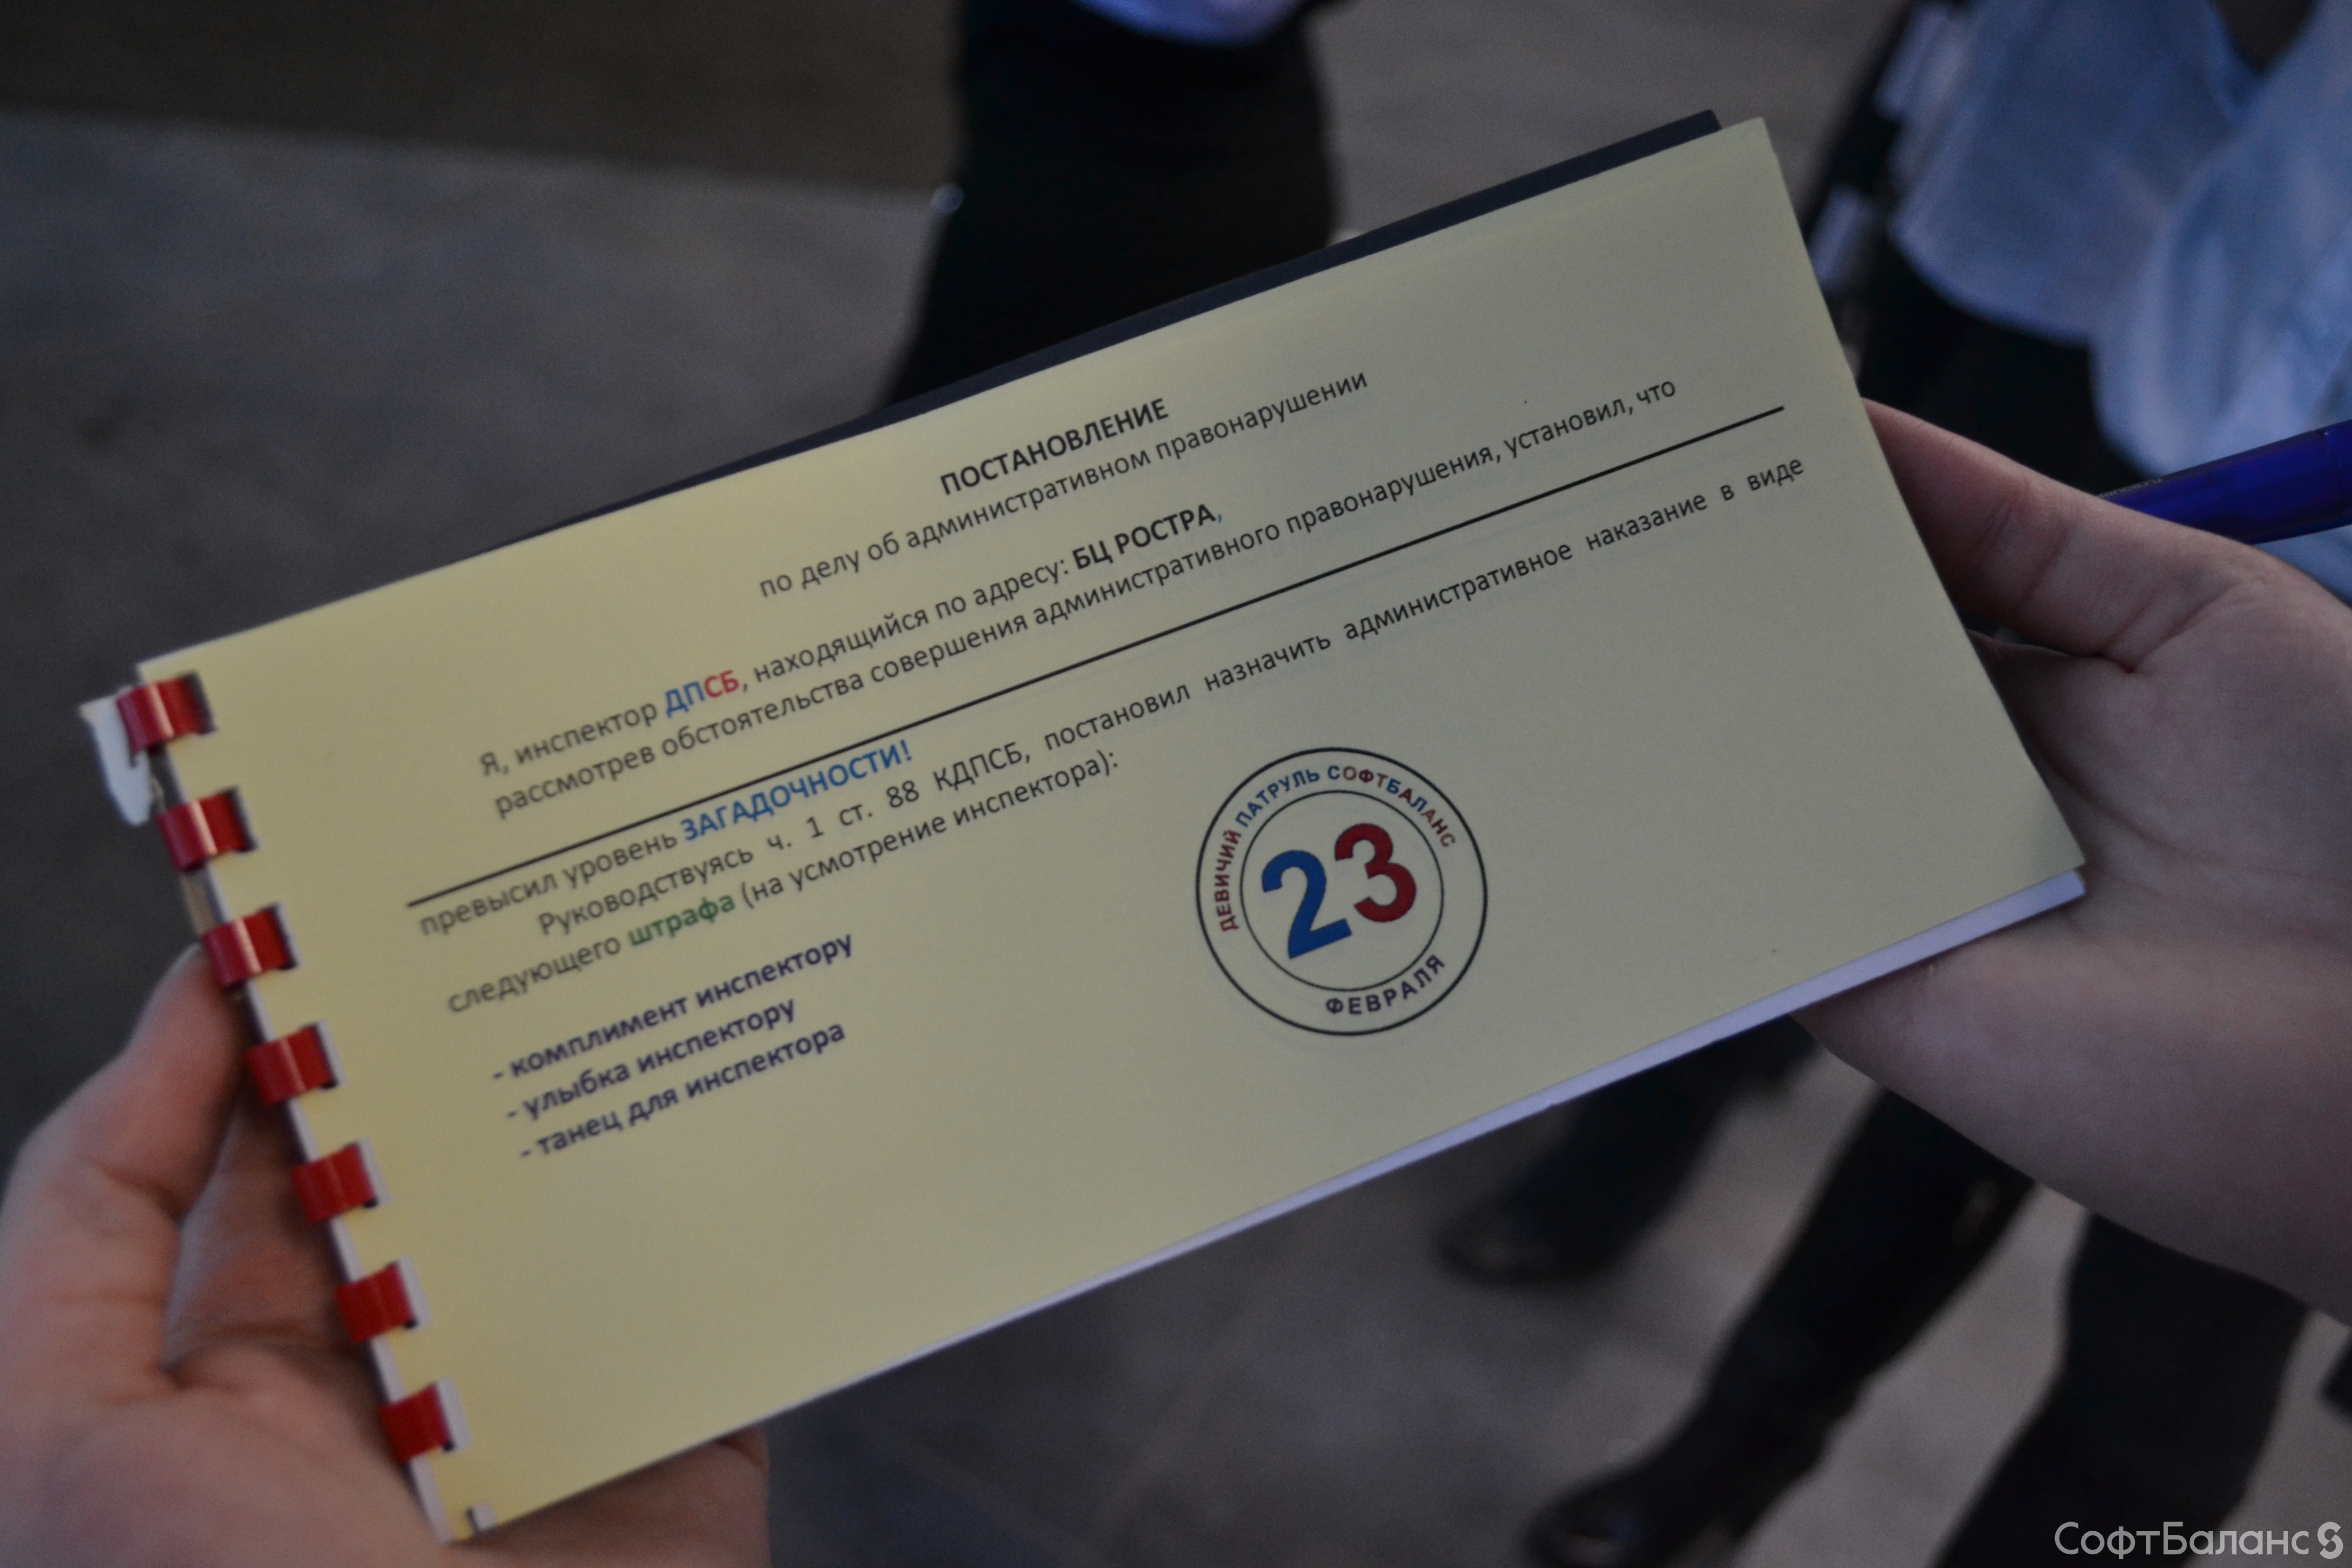 ПОСТАНОВЛЕНИЕ
по делу об административном правонарушении
Я, инспектор ДПСБ, находящийся по адресу: БЦ РОСТРА,
рассмотрев обстоятельства совершения административного правонарушения, установил, что
превысил уровень ЗАГАДОЧНОСТИ!
Руководствуясь ч. 1 ст. 88 КДПСБ, постановил назначить административное наказание в виде
следующего штрафа (на усмотрение инспектора):
- комплимент инспектору
- улыбка инспектору
- танец для инспектора
ДЕВИЧИЙ ПАТРУЛЬ СОФТБАЛАНС
23
ФЕВРАЛЯ
СофтБаланс